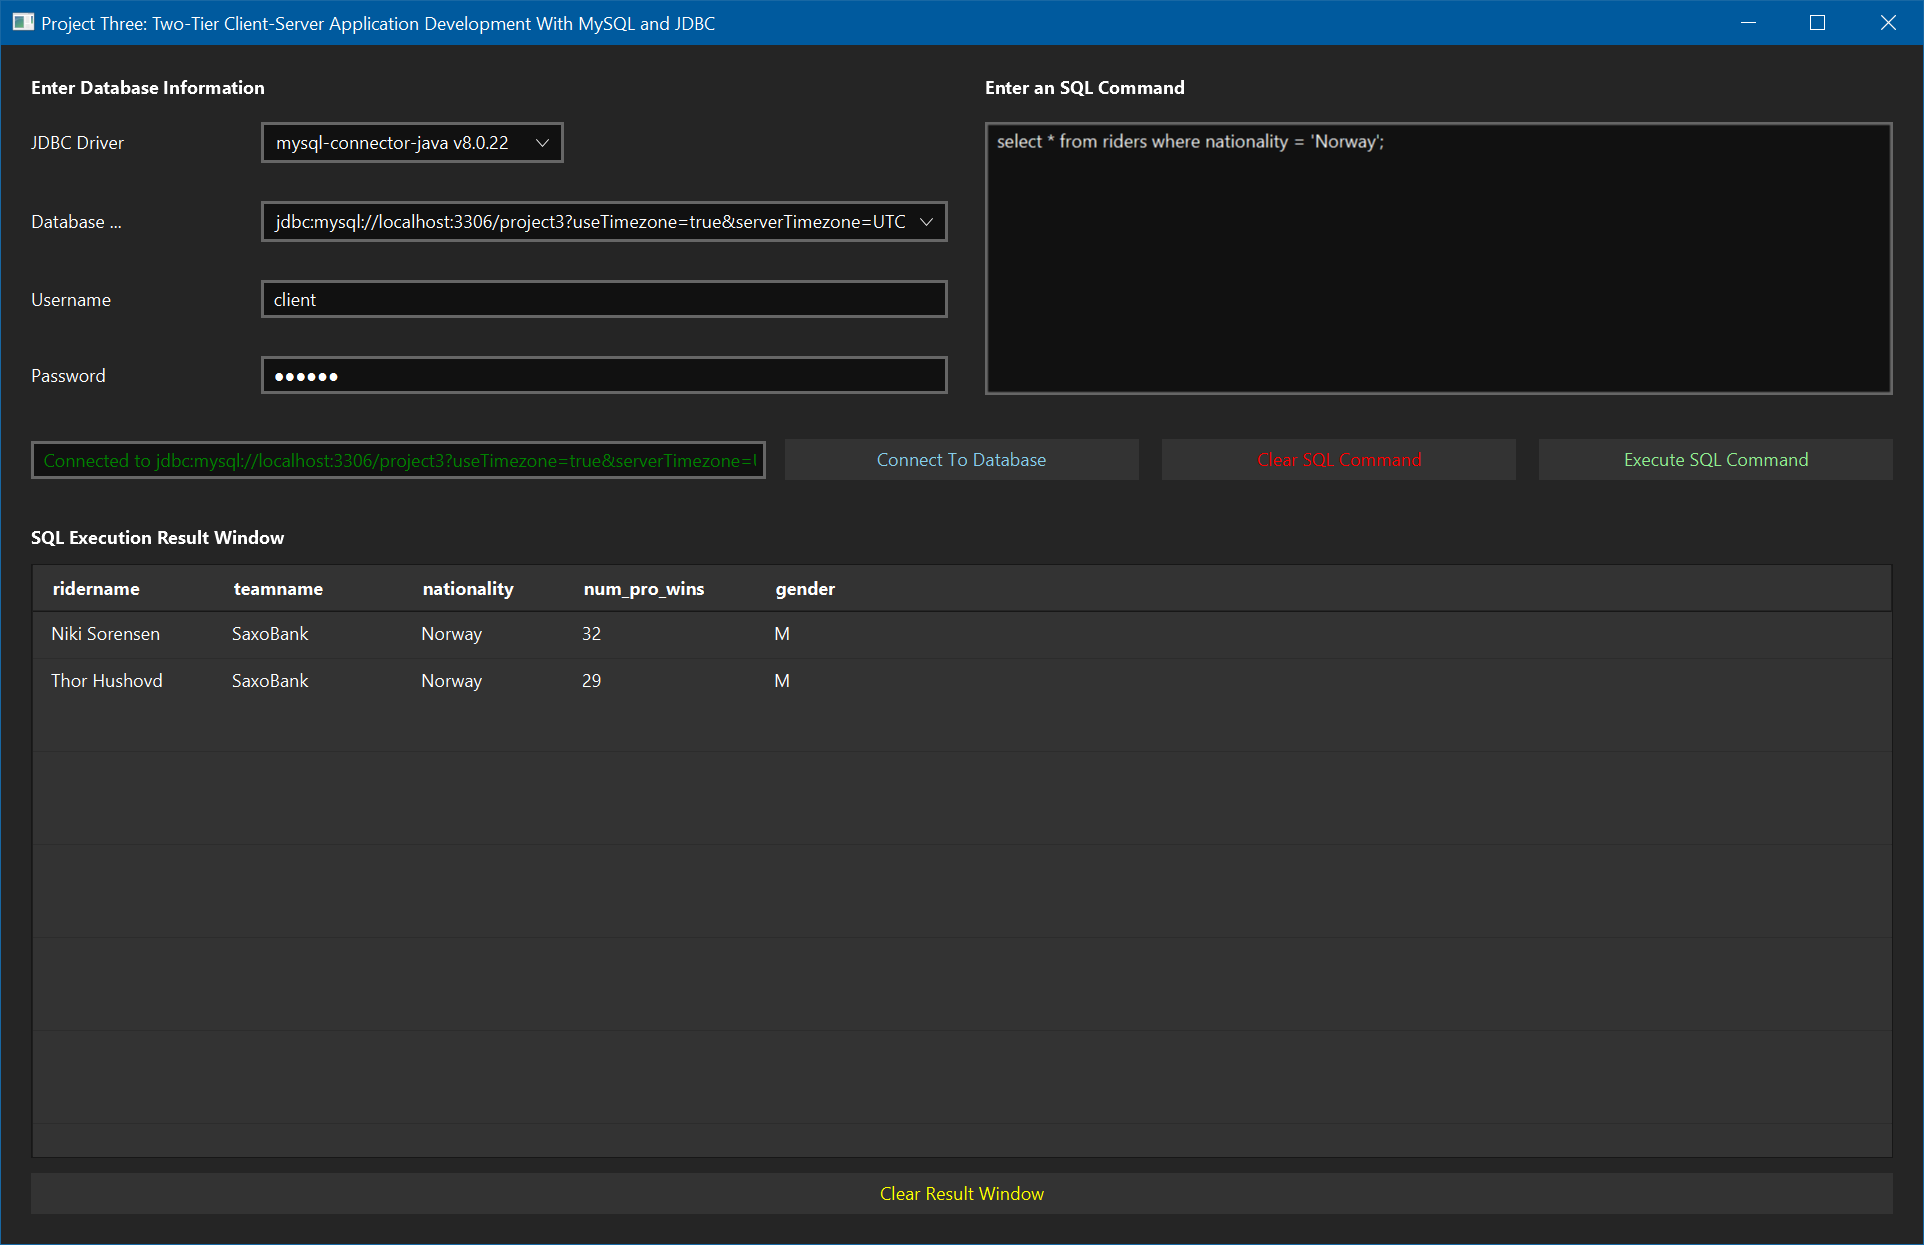 Project Three: Two-Tier Client-Server Application Development With MySQL and JDBC
Enter Database Information
JDBC Driver
mysql-connector-java v8.0.22
Database ...
jdbc:mysql://localhost:3306/project3?useTimezone=true&serverTimezone=UTC
Username
client
Password
••••••
Enter an SQL Command
select * from riders where nationality = 'Norway';
Connected to jdbc:mysql://localhost:3306/project3?useTimezone=true&serverTimezone=
Connect To Database
Clear SQL Command
Execute SQL Command
SQL Execution Result Window
ridername teamname nationality num_pro_wins gender
Niki Sorensen SaxoBank Norway 32 M
Thor Hushovd SaxoBank Norway 29 M
Clear Result Window